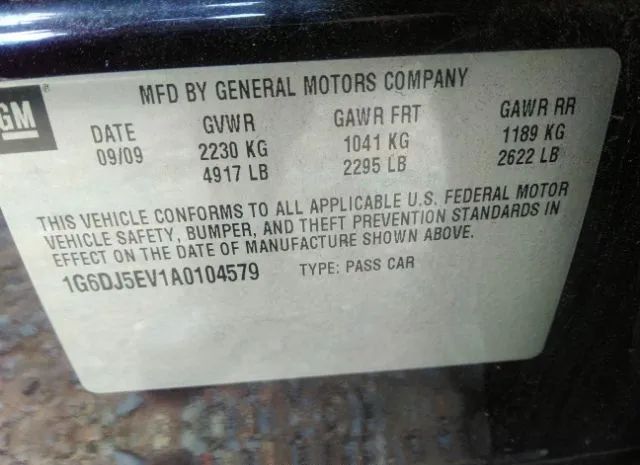 MFD BY GENERAL MOTORS COMPANY
GM ®
DATE GVWR GAWR FRT GAWR RR
09/09 2230 KG 1041 KG 1189 KG
4917 LB 2295 LB 2622 LB
THIS VEHICLE CONFORMS TO ALL APPLICABLE U.S. FEDERAL MOTOR
VEHICLE SAFETY, BUMPER, AND THEFT PREVENTION STANDARDS IN
EFFECT ON THE DATE OF MANUFACTURE SHOWN ABOVE.
1G6DJ5EV1A0104579 TYPE: PASS CAR